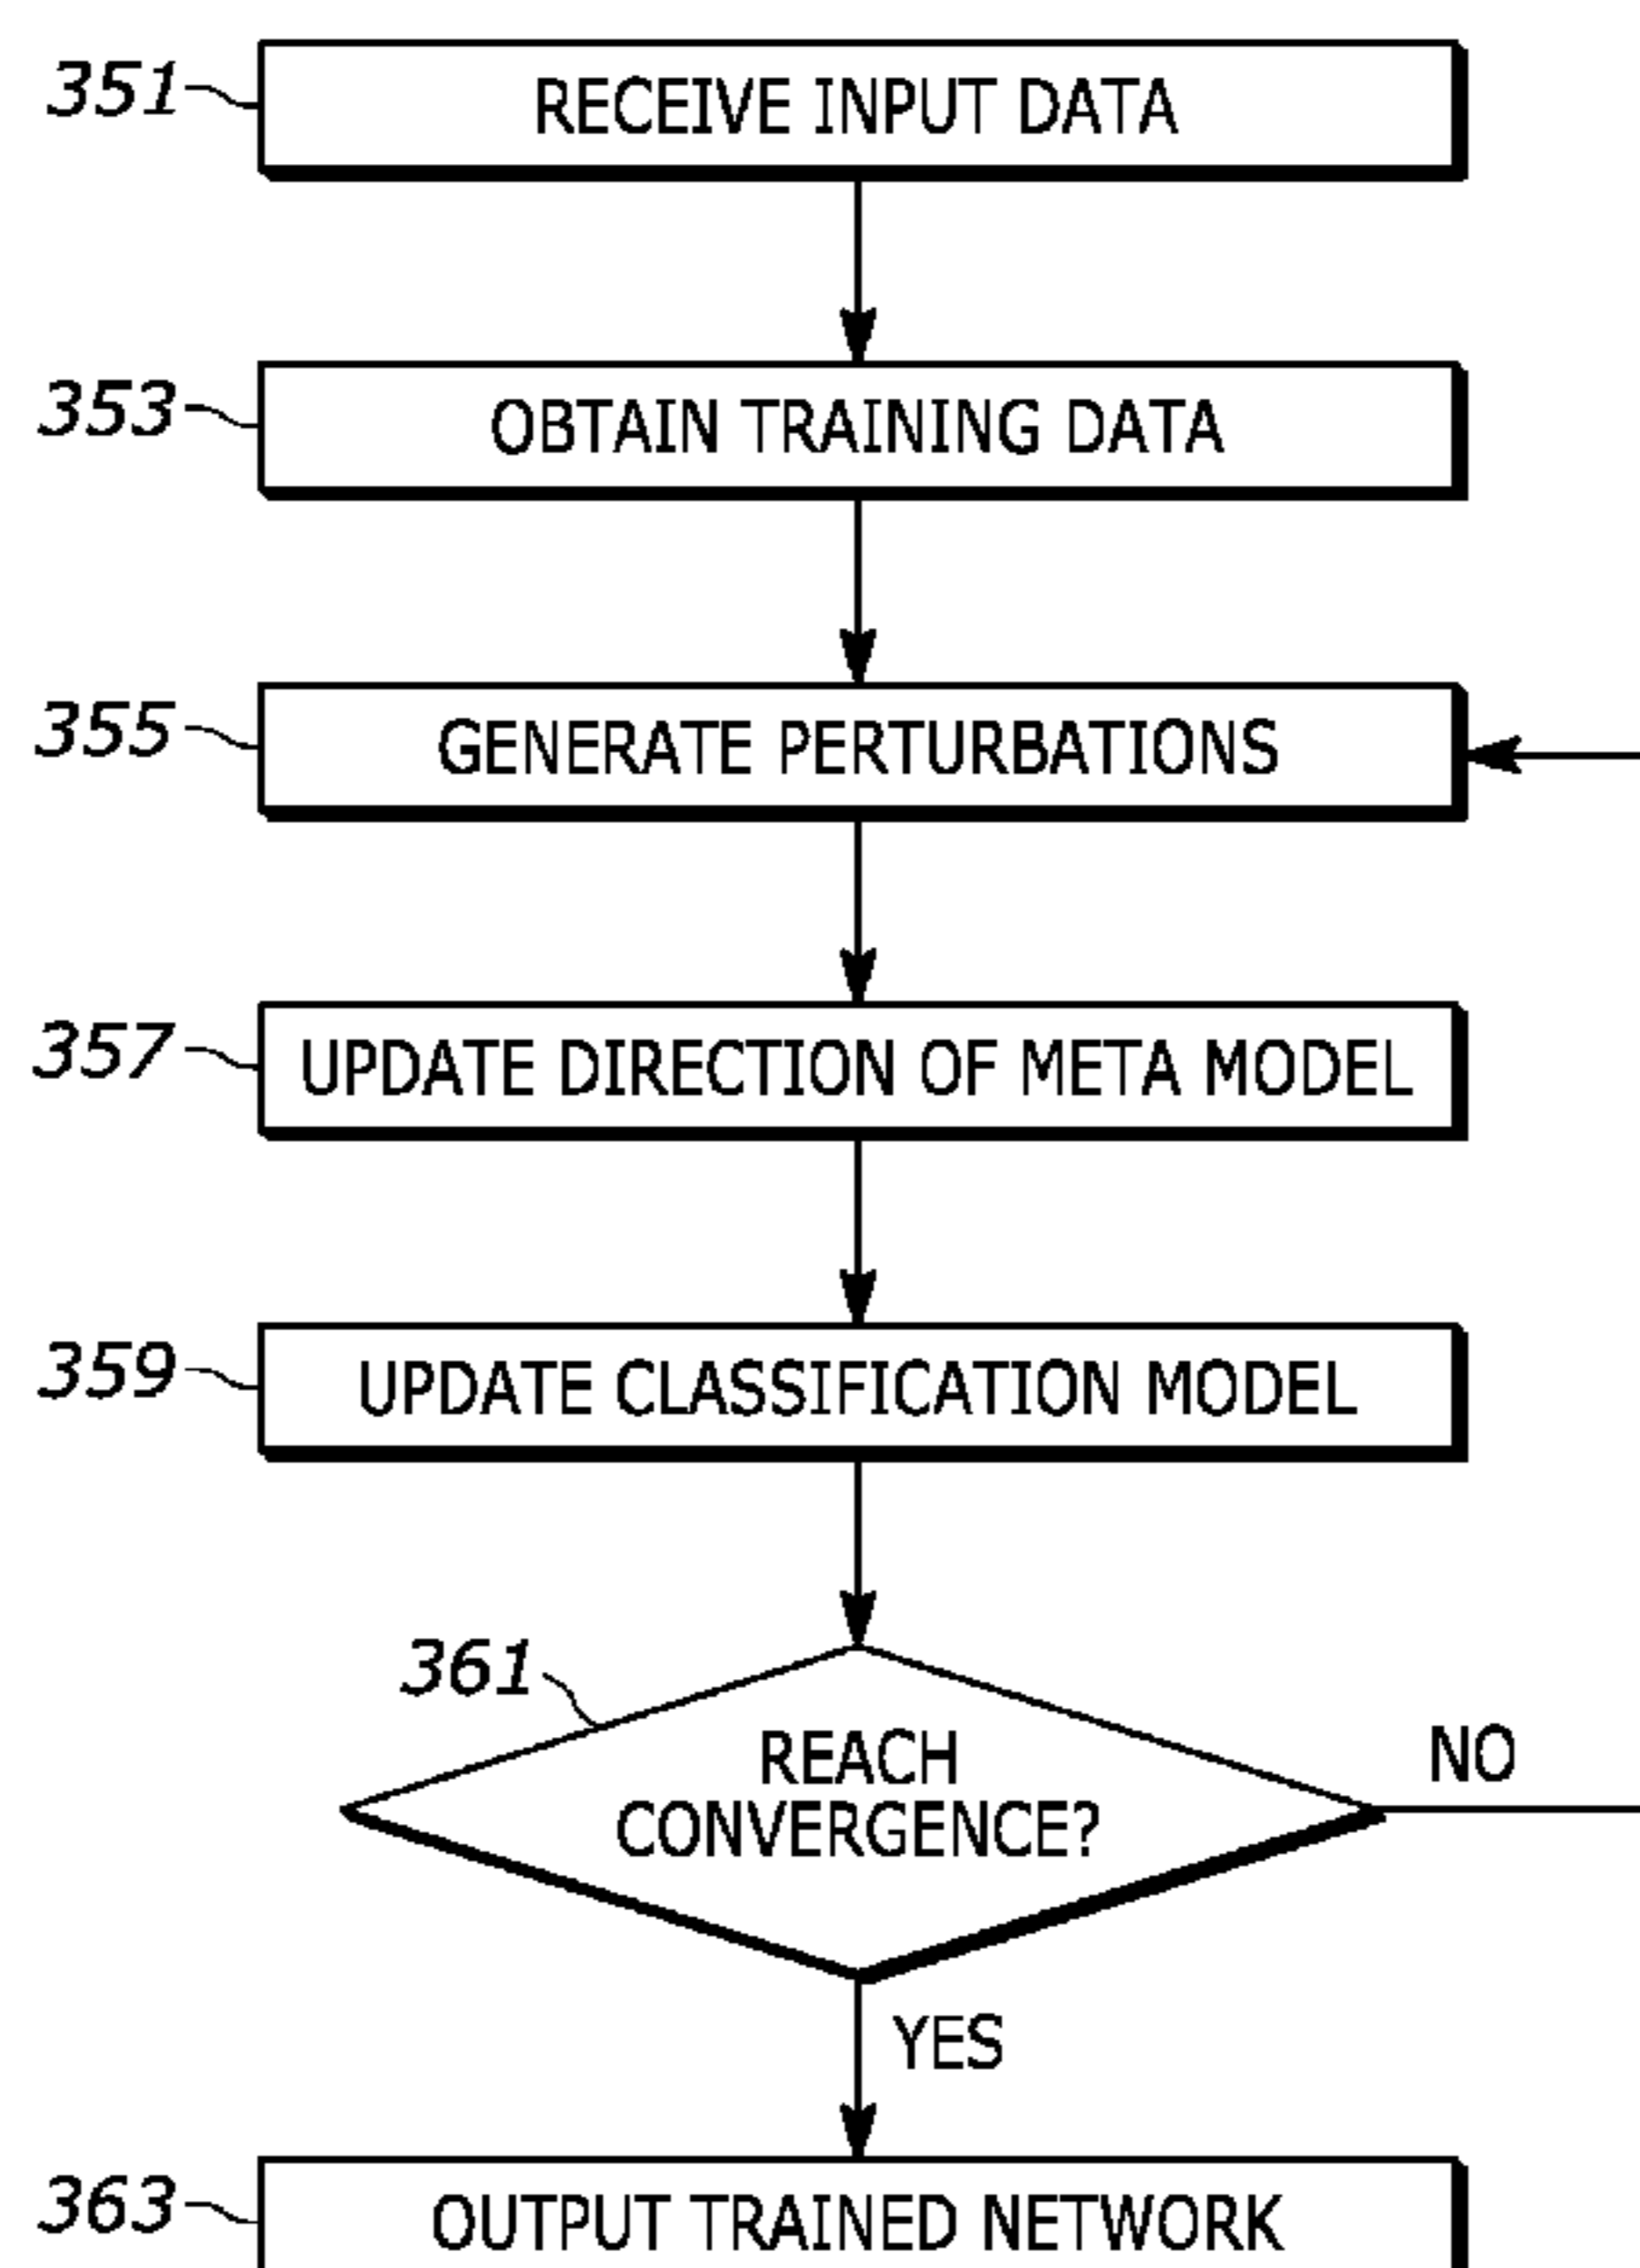 351 RECEIVE INPUT DATA
353 OBTAIN TRAINING DATA
355 GENERATE PERTURBATIONS
357 UPDATE DIRECTION OF META MODEL
359 UPDATE CLASSIFICATION MODEL
361
REACH
CONVERGENCE?
NO
YES
363 OUTPUT TRAINED NETWORK